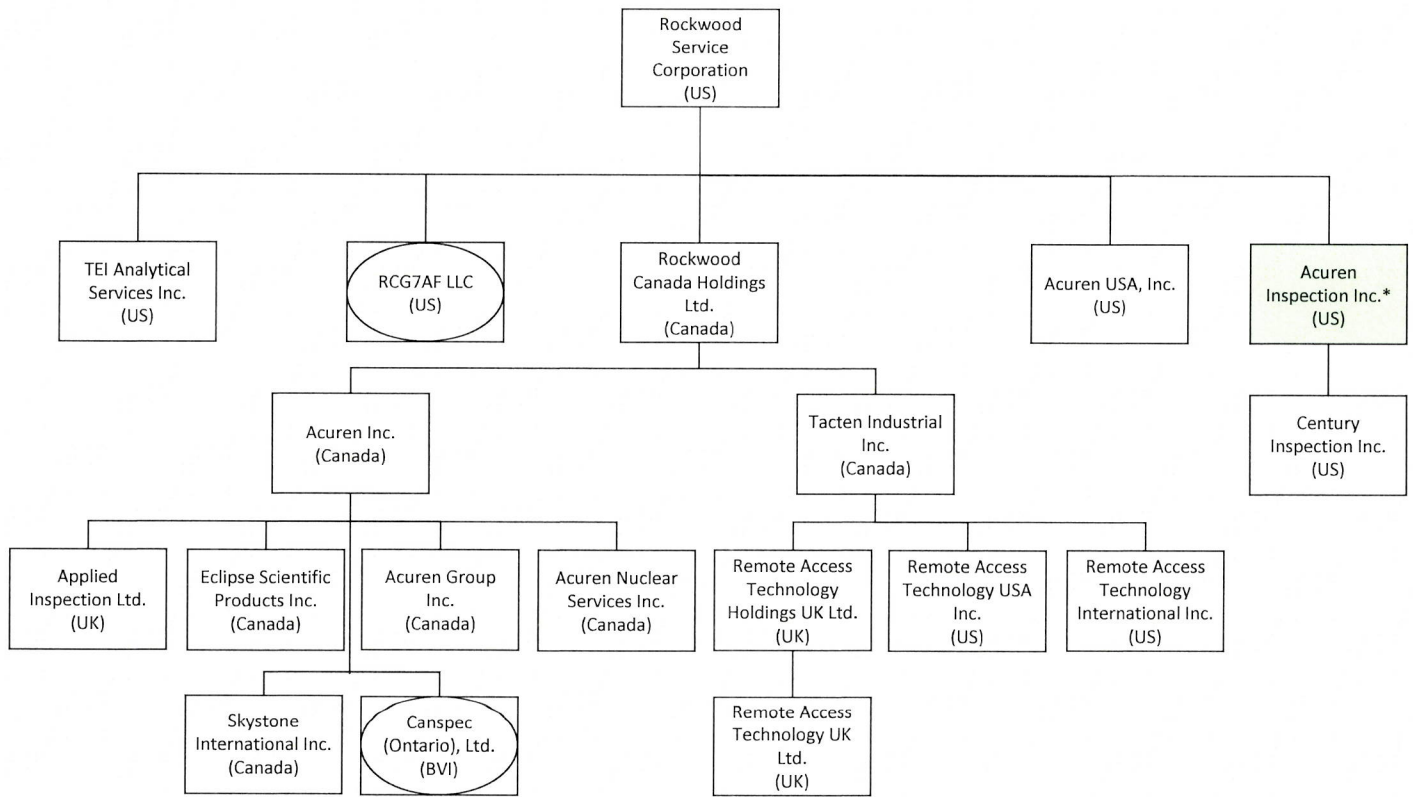 Rockwood
Service
Corporation
(US)
TEI Analytical
Services Inc.
(US)
RCG7AF LLC
(US)
Rockwood
Canada Holdings
Ltd.
(Canada)
Acuren USA, Inc.
(US)
Acuren
Inspection Inc.*
(US)
Acuren Inc.
(Canada)
Tacten Industrial
Inc.
(Canada)
Century
Inspection Inc.
(US)
Applied
Inspection Ltd.
(UK)
Eclipse Scientific
Products Inc.
(Canada)
Acuren Group
Inc.
(Canada)
Acuren Nuclear
Services Inc.
(Canada)
Remote Access
Technology
Holdings UK Ltd.
(UK)
Remote Access
Technology USA
Inc.
(US)
Remote Access
Technology
International Inc.
(US)
Skystone
International Inc.
(Canada)
Canspec
(Ontario), Ltd.
(BVI)
Remote Access
Technology UK
Ltd.
(UK)